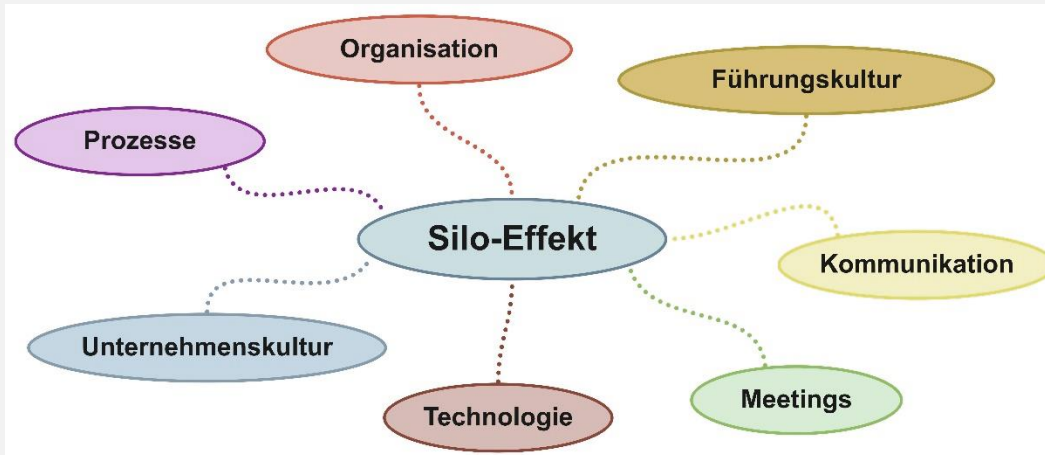 Organisation
Führungskultur
Prozesse
Silo-Effekt
Kommunikation
Unternehmenskultur
Technologie
Meetings